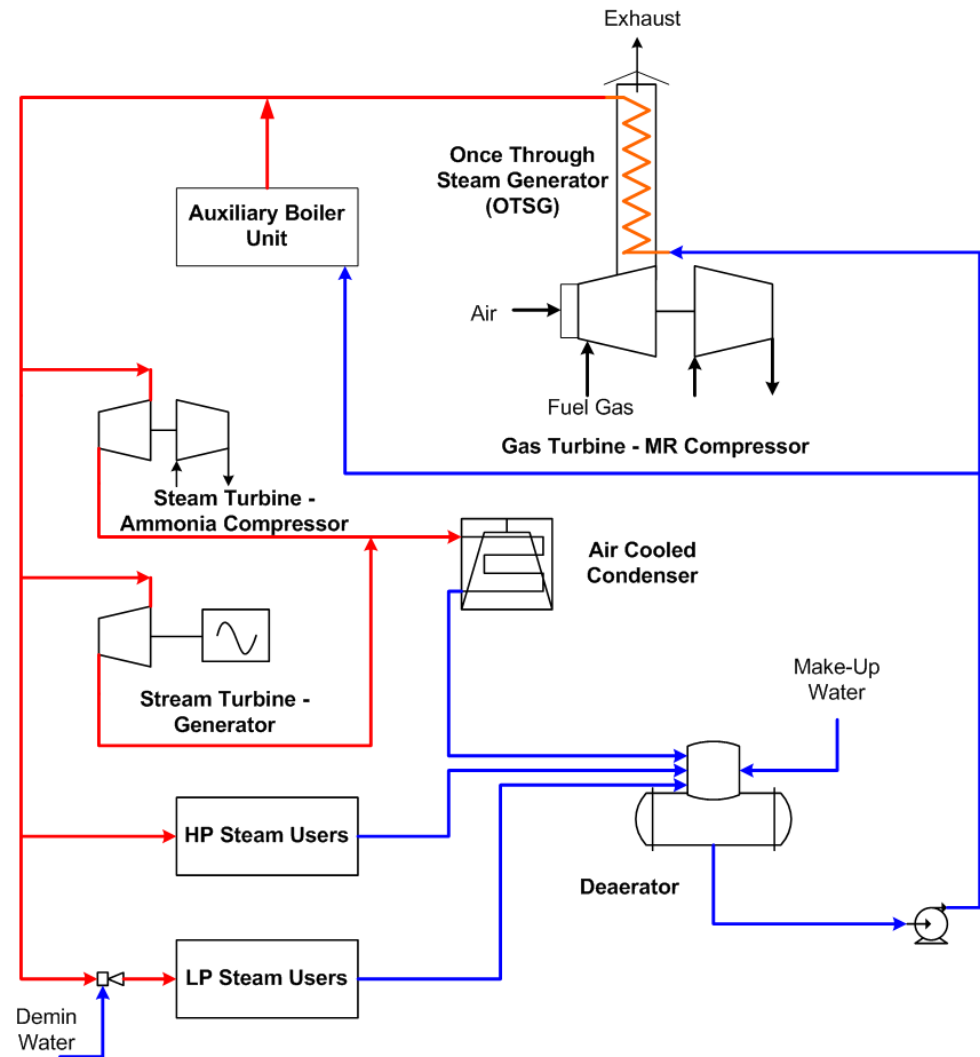 Exhaust
Once Through
Steam Generator
(OTSG)
Auxiliary Boiler
Unit
Air
Fuel Gas
Gas Turbine - MR Compressor
Steam Turbine -
Ammonia Compressor
Air Cooled
Condenser
Stream Turbine -
Generator
Make-Up
Water
HP Steam Users
Deaerator
LP Steam Users
Demin
Water